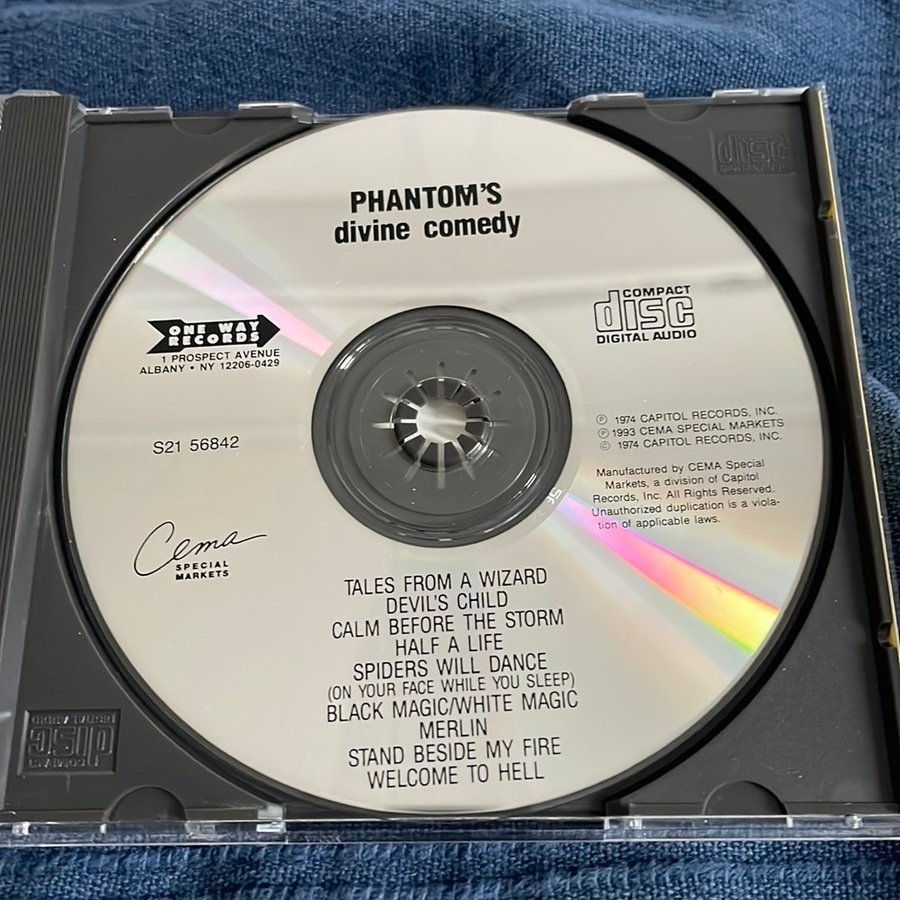 PHANTOM'S
divine comedy
ONE WAY
RECORDS
1 PROSPECT AVENUE
ALBANY • NY 12206-0429
COMPACT
disc
DIGITAL AUDIO
S21 56842
℗ 1974 CAPITOL RECORDS, INC.
℗ 1993 CEMA SPECIAL MARKETS
© 1974 CAPITOL RECORDS, INC.
Manufactured by CEMA Special
Markets, a division of Capitol
Records, Inc. All Rights Reserved.
Unauthorized duplication is a viola-
tion of applicable laws.
Cema
SPECIAL
MARKETS
TALES FROM A WIZARD
DEVIL'S CHILD
CALM BEFORE THE STORM
HALF A LIFE
SPIDERS WILL DANCE
(ON YOUR FACE WHILE YOU SLEEP)
BLACK MAGIC/WHITE MAGIC
MERLIN
STAND BESIDE MY FIRE
WELCOME TO HELL
disc
COMPACT
disc
DIGITAL AUDIO